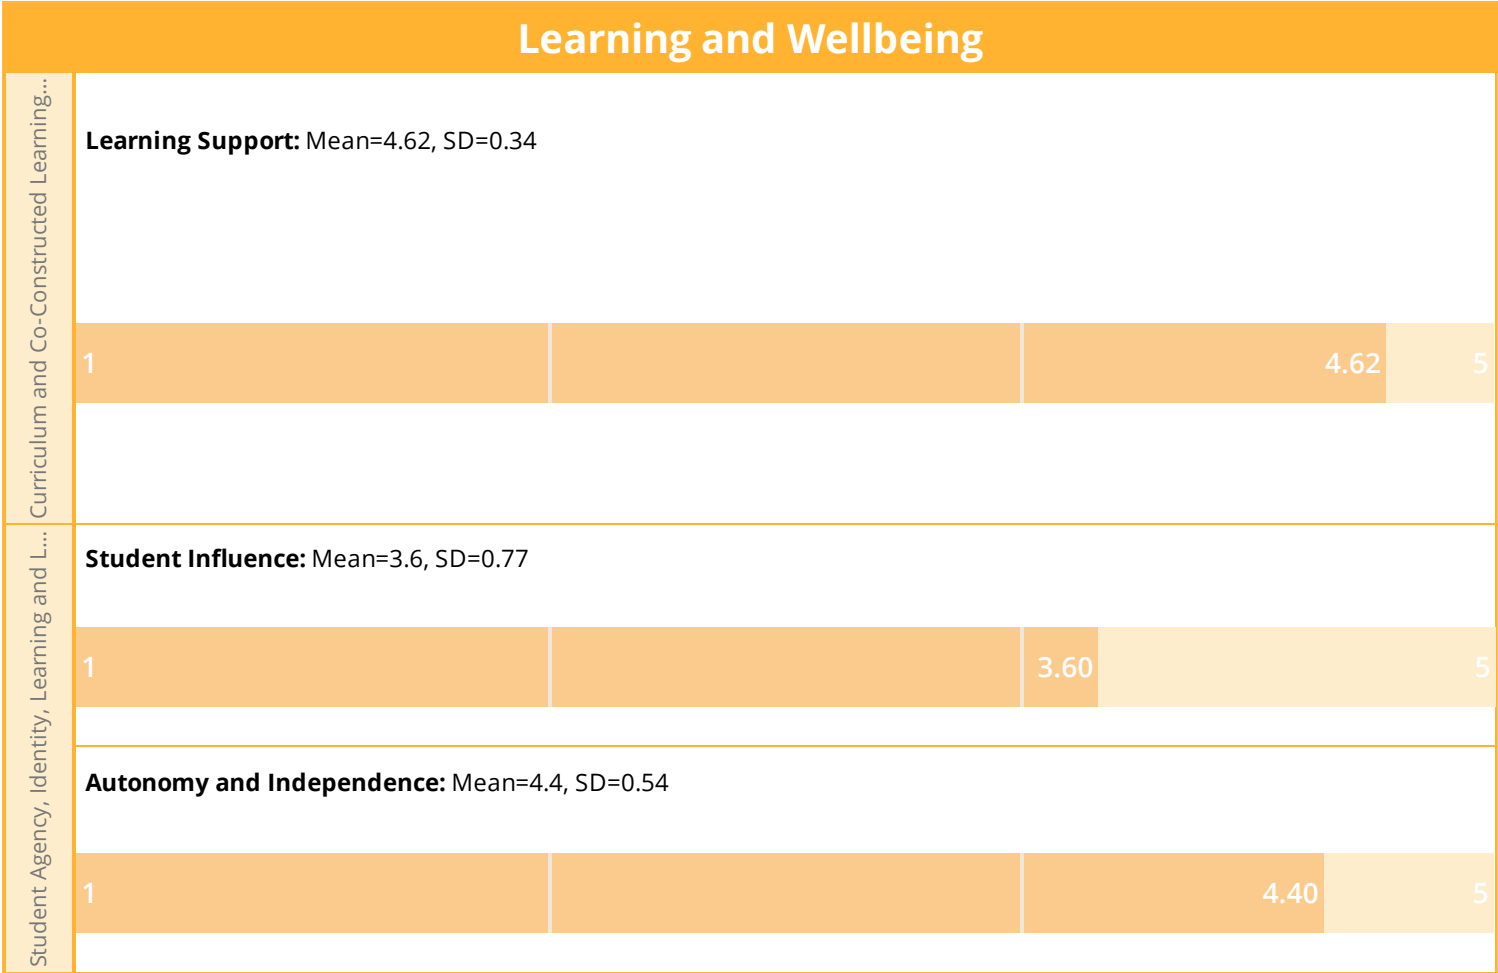 Learning and Wellbeing
Curriculum and Co-Constructed Learning...
Learning Support: Mean=4.62, SD=0.34
1 4.62 5
Student Agency, Identity, Learning and L...
Student Influence: Mean=3.6, SD=0.77
1 3.60 5
Autonomy and Independence: Mean=4.4, SD=0.54
1 4.40 5